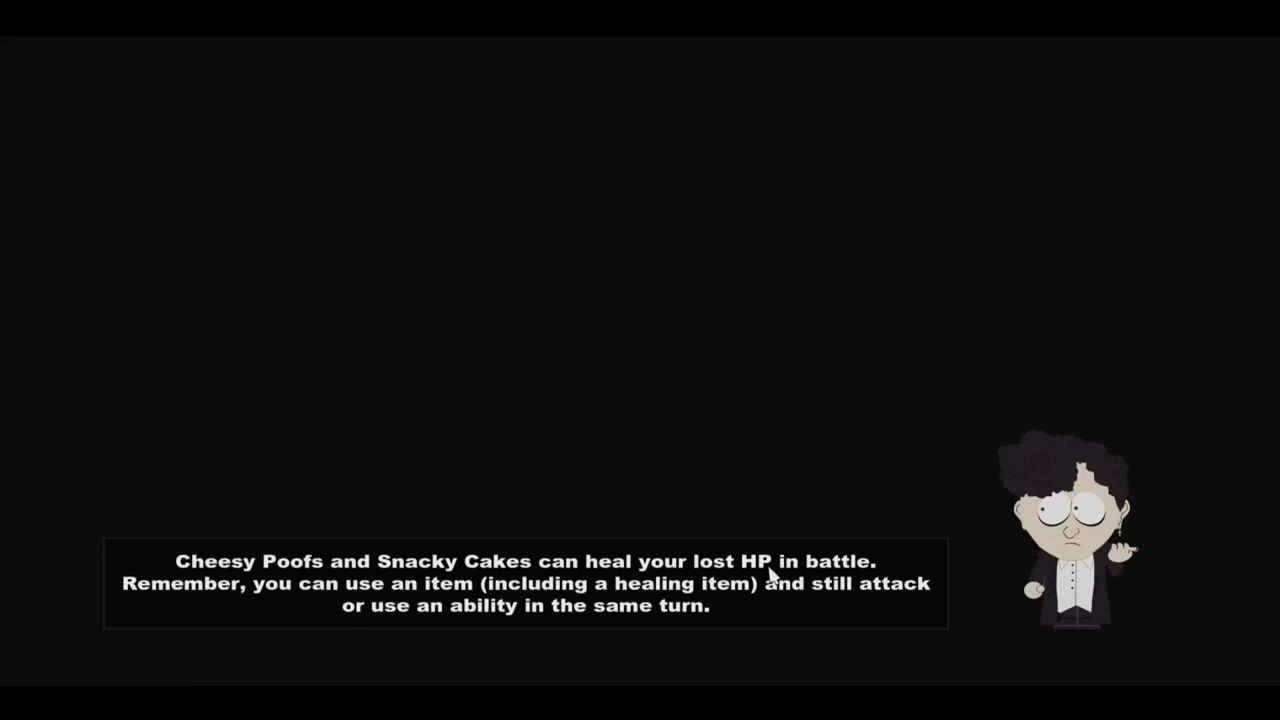 Cheesy Poofs and Snacky Cakes can heal your lost HP in battle.
Remember, you can use an item (including a healing item) and still attack
or use an ability in the same turn.